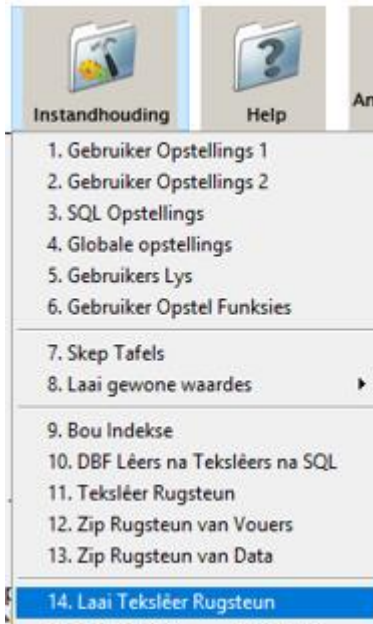 Instandhouding
Help
An
1. Gebruiker Opstellings 1
2. Gebruiker Opstellings 2
3. SQL Opstellings
4. Globale opstellings
5. Gebruikers Lys
6. Gebruiker Opstel Funksies
7. Skep Tafels
8. Laai gewone waardes
9. Bou Indekse
10. DBF Lêers na Tekslêers na SQL
11. Tekslêer Rugsteun
12. Zip Rugsteun van Vouers
13. Zip Rugsteun van Data
14. Laai Tekslêer Rugsteun